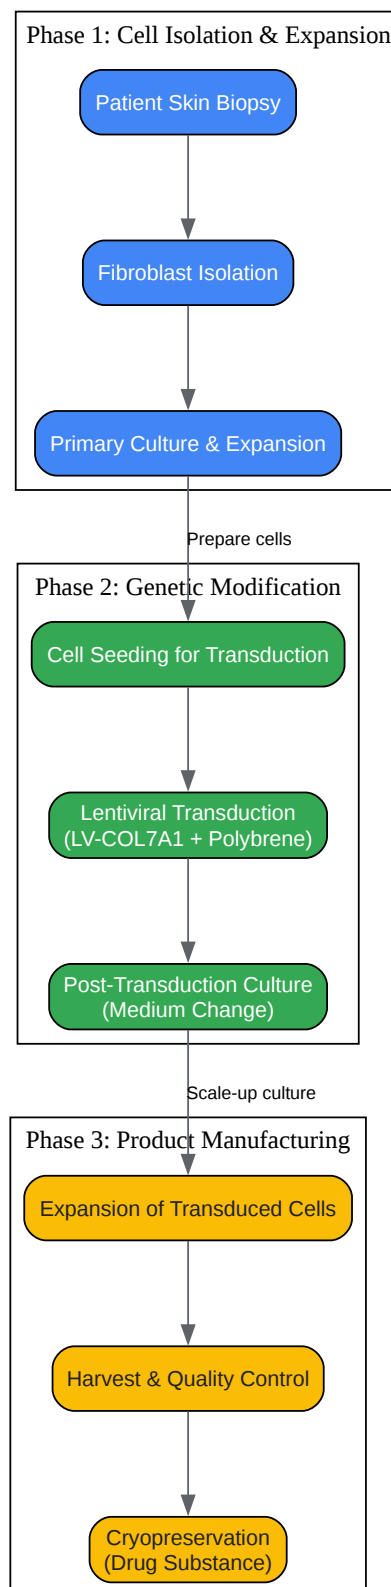 Phase 1: Cell Isolation & Expansion
Patient Skin Biopsy
Fibroblast Isolation
Primary Culture & Expansion
Prepare cells
Phase 2: Genetic Modification
Cell Seeding for Transduction
Lentiviral Transduction
(LV-COL7A1 + Polybrene)
Post-Transduction Culture
(Medium Change)
Scale-up culture
Phase 3: Product Manufacturing
Expansion of Transduced Cells
Harvest & Quality Control
Cryopreservation
(Drug Substance)